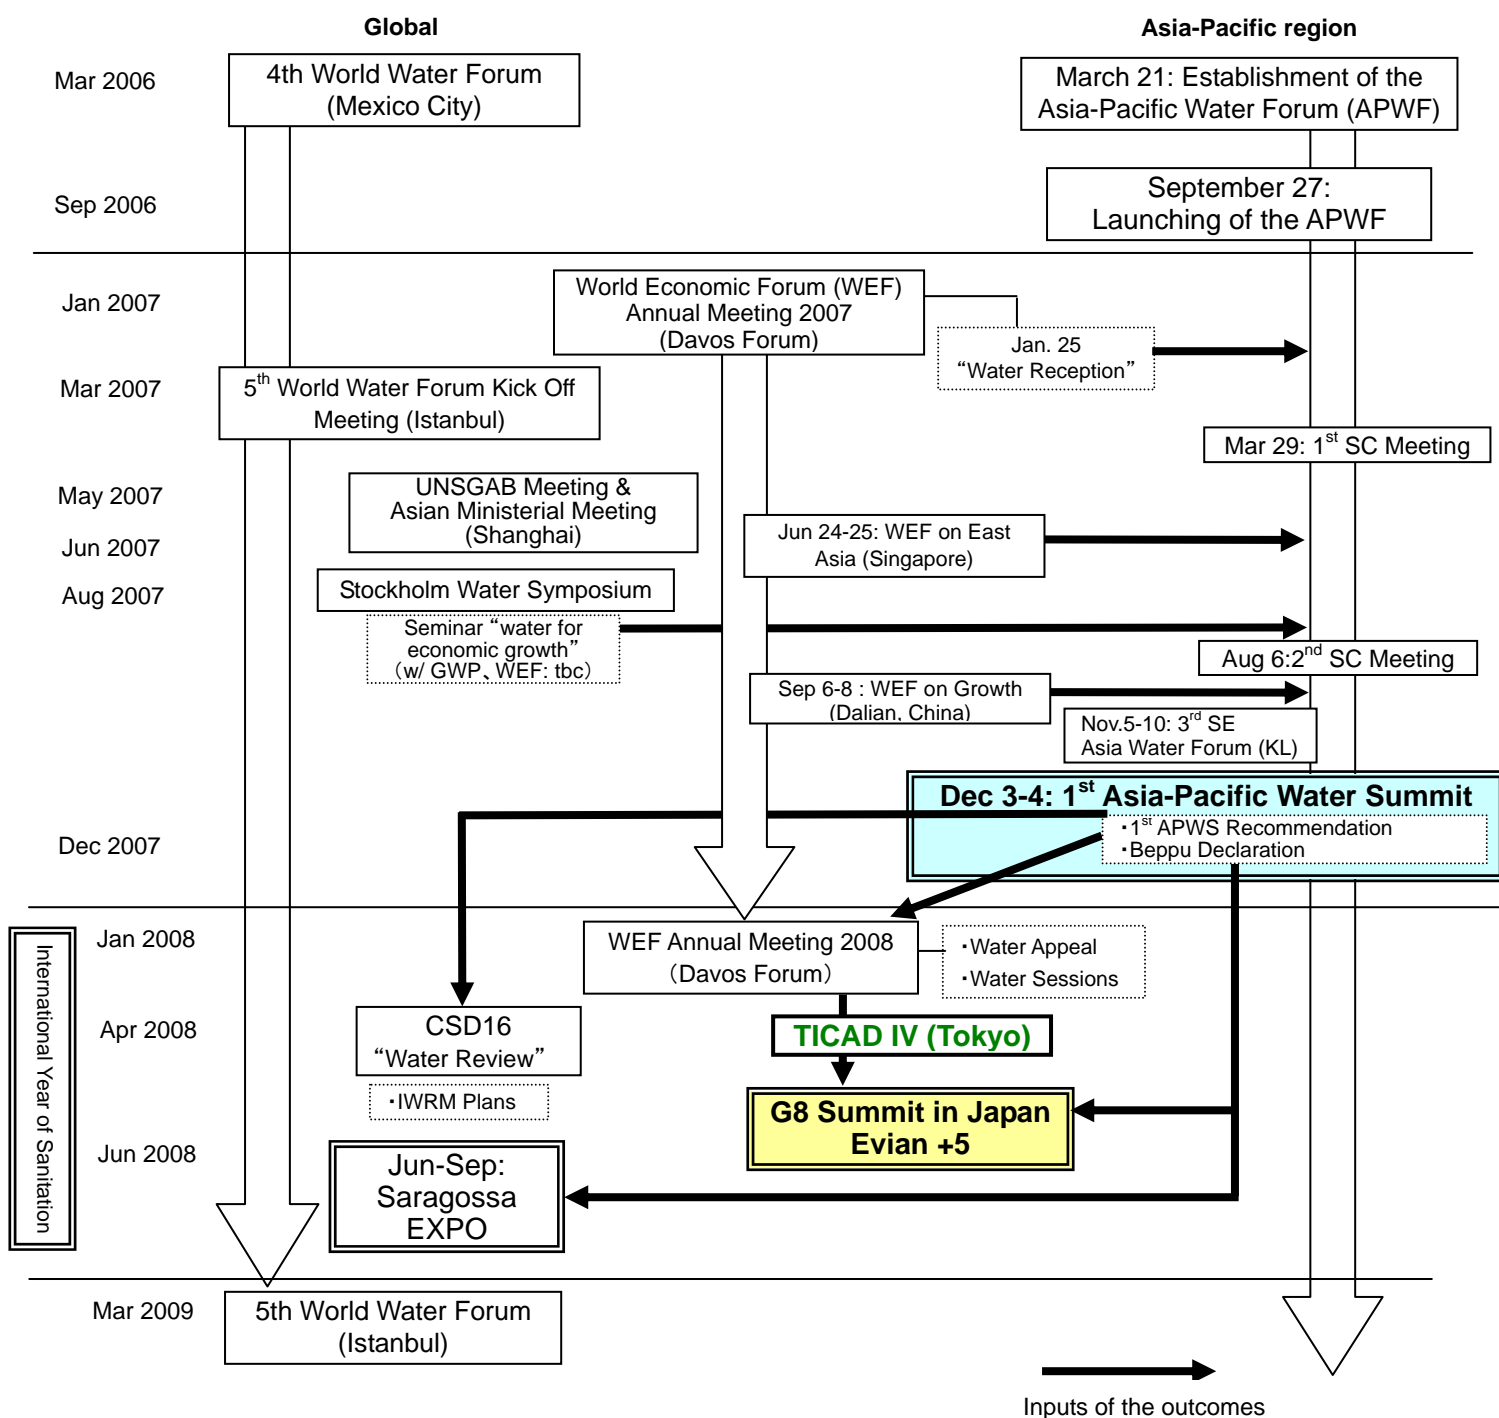 Global
Asia-Pacific region
Mar 2006
4th World Water Forum
(Mexico City)
March 21: Establishment of the
Asia-Pacific Water Forum (APWF)
Sep 2006
September 27:
Launching of the APWF
Jan 2007
World Economic Forum (WEF)
Annual Meeting 2007
(Davos Forum)
Jan. 25
“Water Reception”
Mar 2007
5th World Water Forum Kick Off
Meeting (Istanbul)
Mar 29: 1st SC Meeting
May 2007
UNSGAB Meeting &
Asian Ministerial Meeting
(Shanghai)
Jun 2007
Jun 24-25: WEF on East
Asia (Singapore)
Aug 2007
Stockholm Water Symposium
Seminar “water for
economic growth”
(w/ GWP、WEF: tbc)
Aug 6:2nd SC Meeting
Sep 6-8 : WEF on Growth
(Dalian, China)
Nov.5-10: 3rd SE
Asia Water Forum (KL)
Dec 2007
Dec 3-4: 1st Asia-Pacific Water Summit
・1st APWS Recommendation
・Beppu Declaration
International Year of Sanitation
Jan 2008
WEF Annual Meeting 2008
（Davos Forum）
・Water Appeal
・Water Sessions
Apr 2008
CSD16
“Water Review”
・IWRM Plans
TICAD IV (Tokyo)
G8 Summit in Japan
Evian +5
Jun 2008
Jun-Sep:
Saragossa
EXPO
Mar 2009
5th World Water Forum
(Istanbul)
Inputs of the outcomes